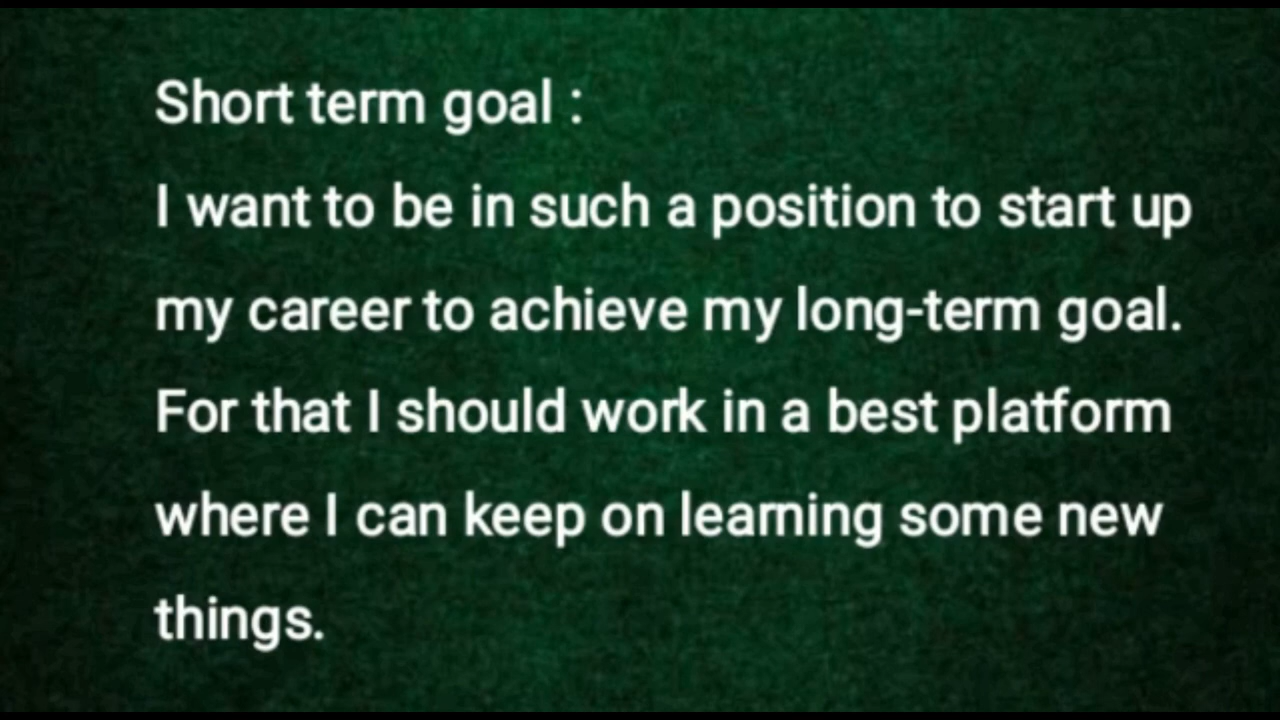 Short term goal :
I want to be in such a position to start up
my career to achieve my long-term goal.
For that I should work in a best platform
where I can keep on learning some new
things.